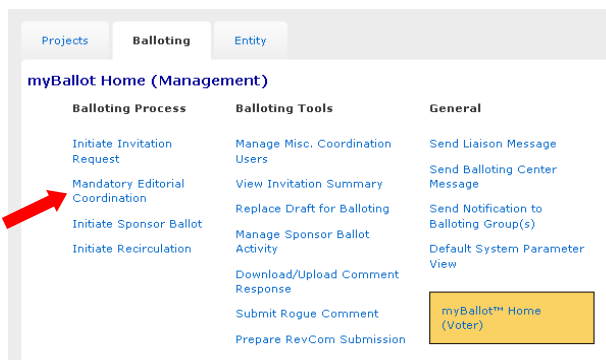 Projects
Balloting
Entity
myBallot Home (Management)
Balloting Process
Initiate Invitation
Request
Mandatory Editorial
Coordination
Initiate Sponsor Ballot
Initiate Recirculation
Balloting Tools
Manage Misc. Coordination
Users
View Invitation Summary
Replace Draft for Balloting
Manage Sponsor Ballot
Activity
Download/Upload Comment
Response
Submit Rogue Comment
Prepare RevCom Submission
General
Send Liaison Message
Send Balloting Center
Message
Send Notification to
Balloting Group(s)
Default System Parameter
View
myBallot™ Home
(Voter)